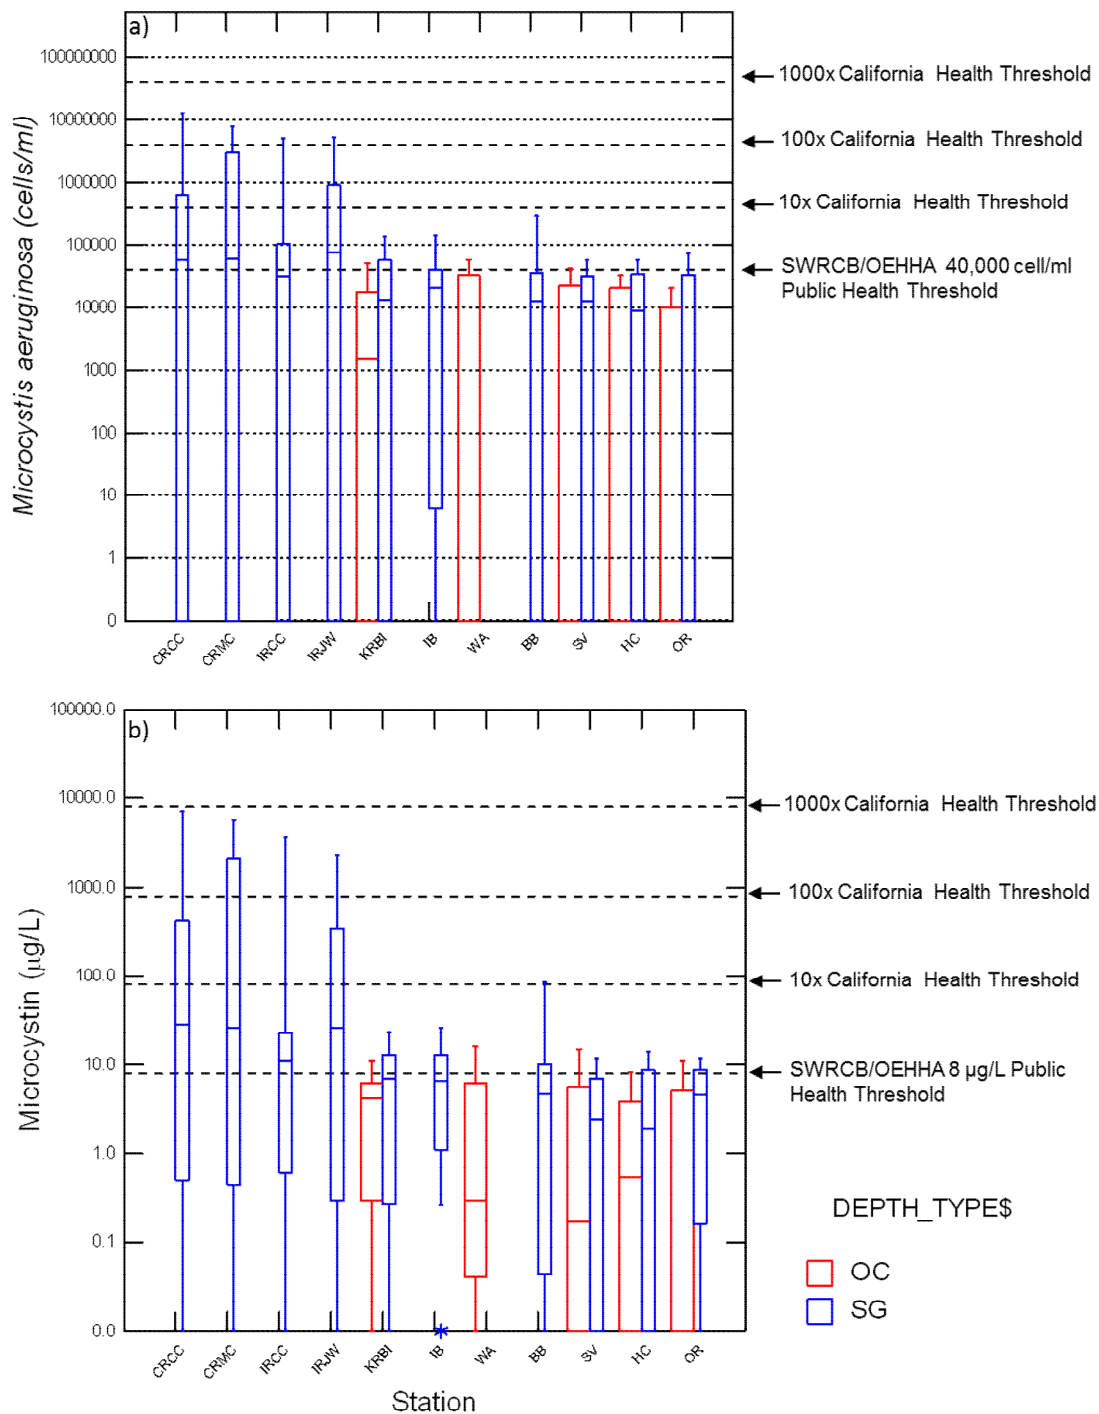 a)
100000000
10000000
1000000
100000
10000
1000
100
10
1
0
Microcystis aeruginosa (cells/ml)
1000x California Health Threshold
100x California Health Threshold
10x California Health Threshold
SWRCB/OEHHA 40,000 cell/ml
Public Health Threshold
CRCC
CRMC
IRCC
IRJW
KRBI
IB
WA
BB
SV
HC
OR
b)
100000.0
10000.0
1000.0
100.0
10.0
1.0
0.1
0.0
Microcystin (µg/L)
1000x California Health Threshold
100x California Health Threshold
10x California Health Threshold
SWRCB/OEHHA 8 µg/L Public
Health Threshold
DEPTH_TYPE$
OC
SG
CRCC
CRMC
IRCC
IRJW
KRBI
IB
WA
BB
SV
HC
OR
Station